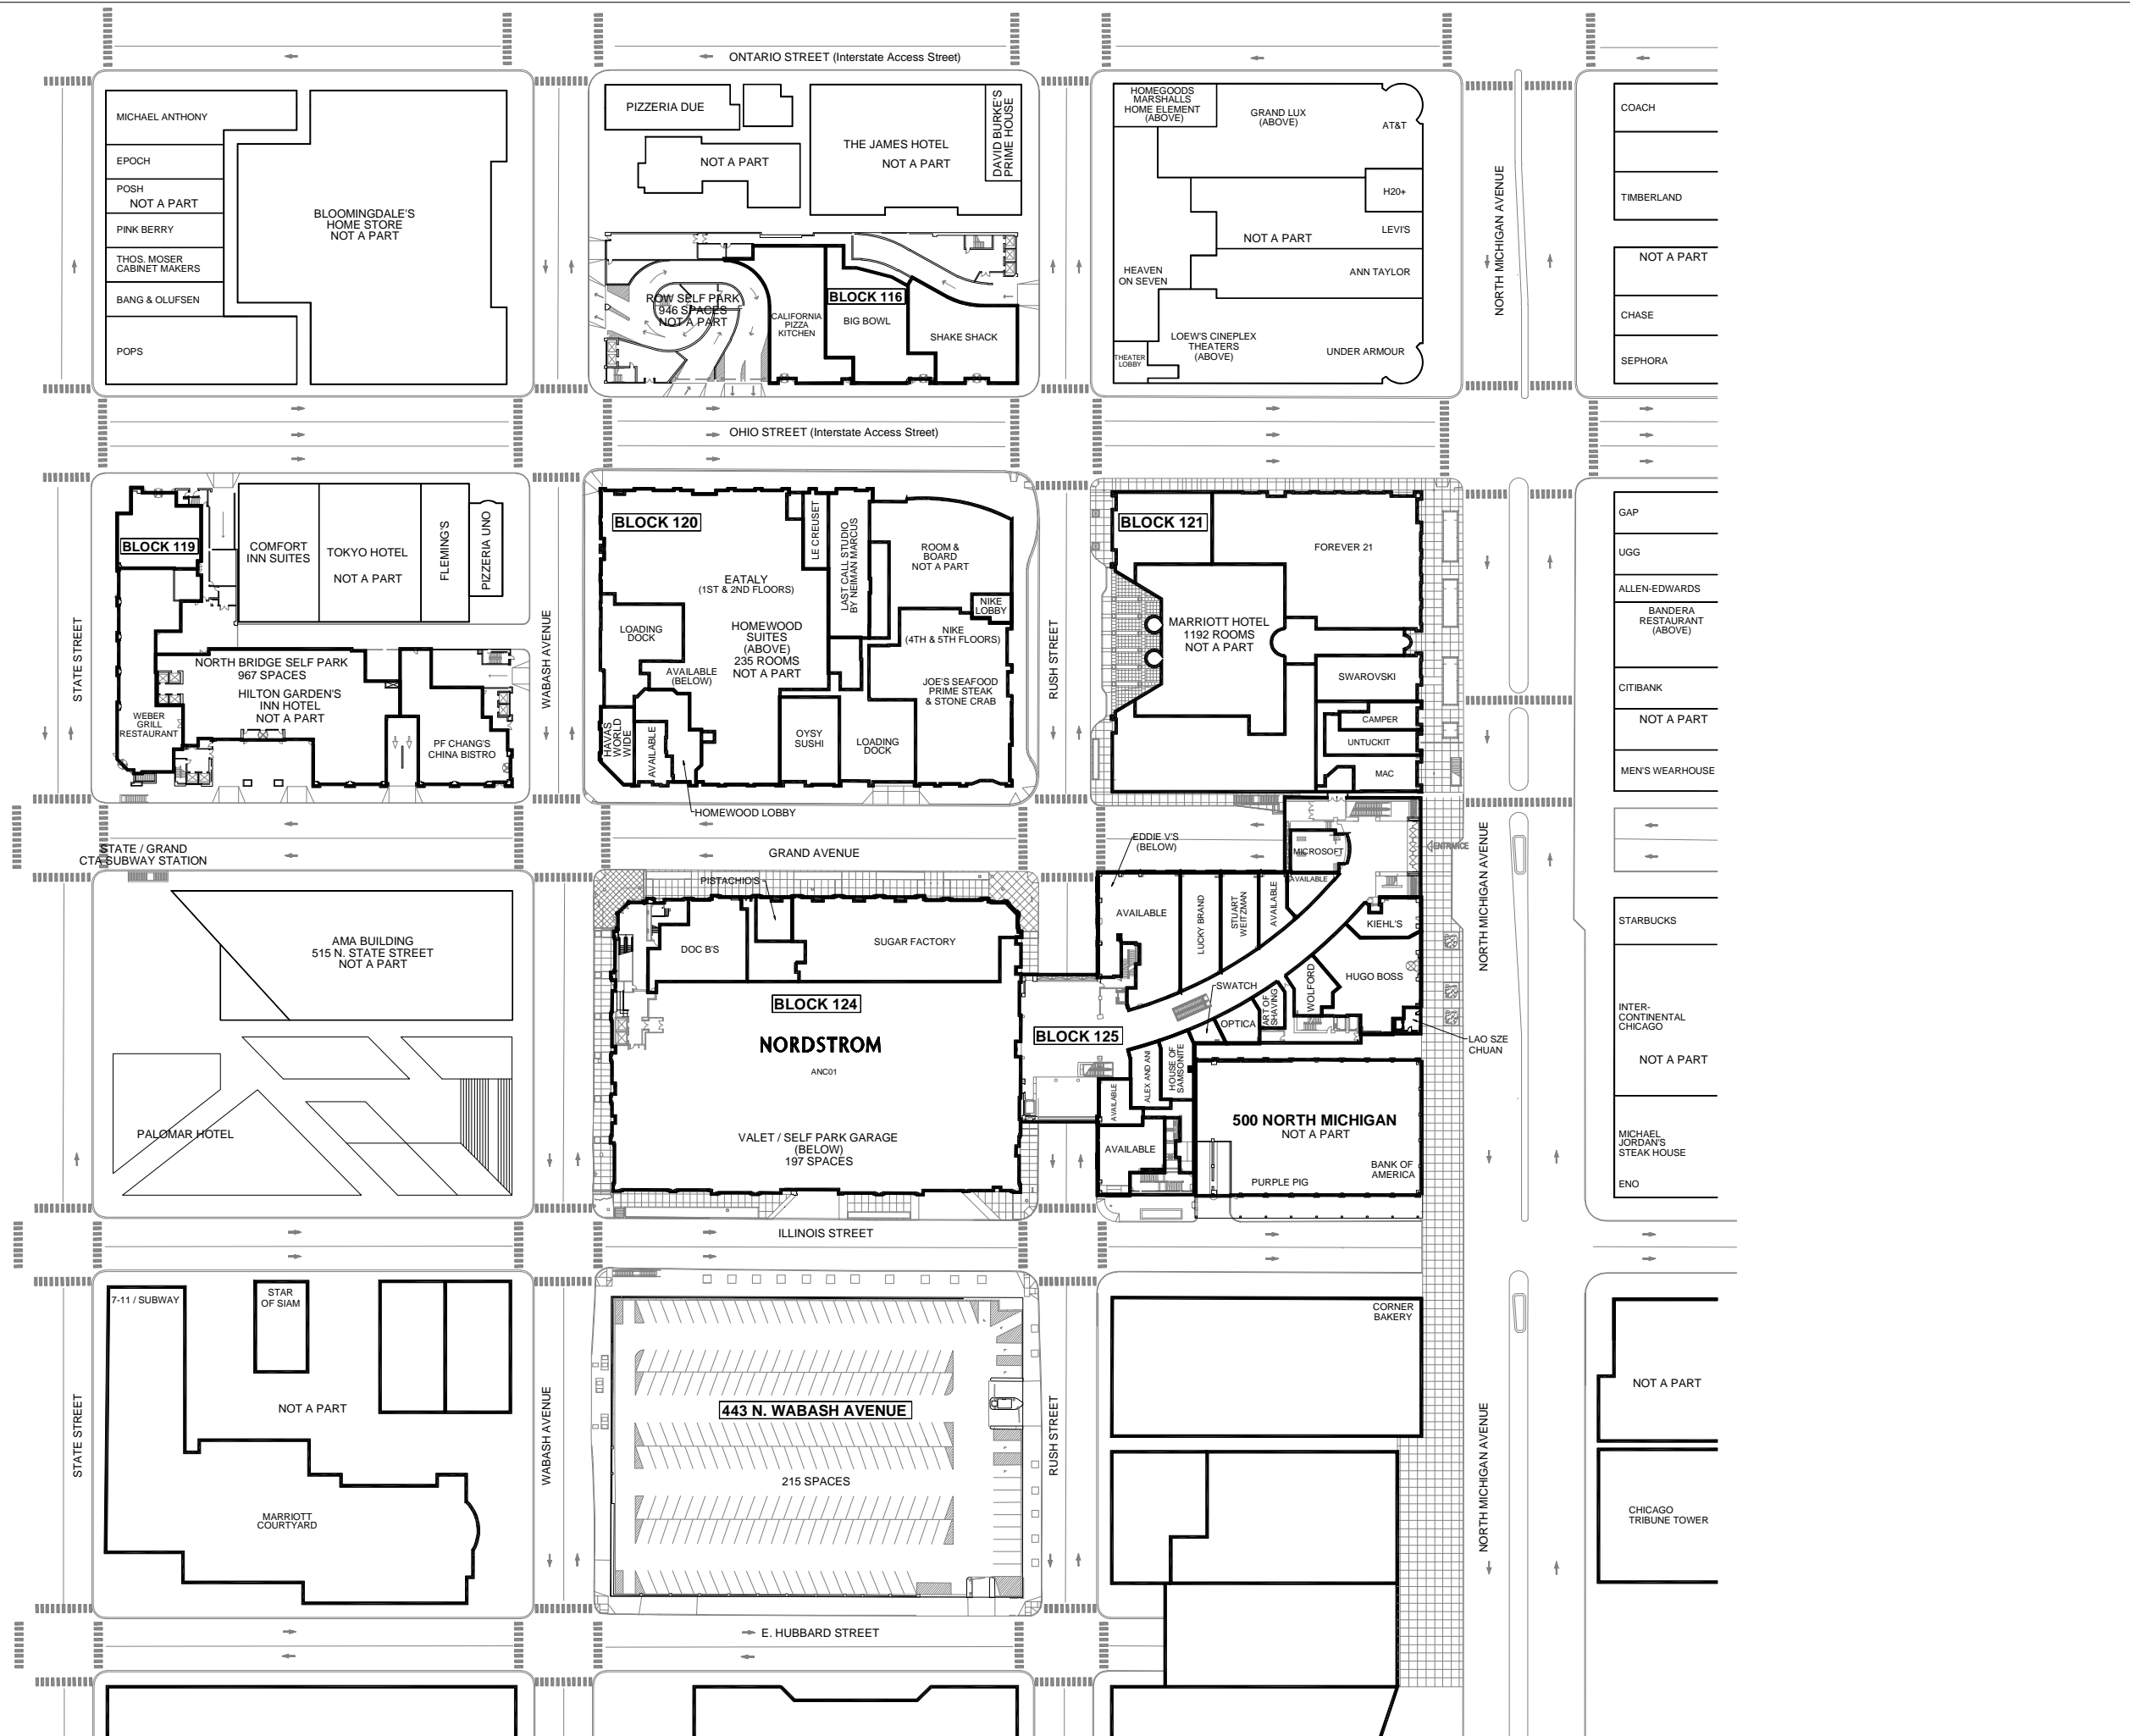 ONTARIO STREET (Interstate Access Street)
MICHAEL ANTHONY
EPOCH
POSH
NOT A PART
PINK BERRY
THOS. MOSER
CABINET MAKERS
BANG & OLUFSEN
POPS
BLOOMINGDALE'S
HOME STORE
NOT A PART
PIZZERIA DUE
NOT A PART
THE JAMES HOTEL
NOT A PART
DAVID BURKE'S
PRIME HOUSE
ROW SELF PARK
946 SPACES
NOT A PART
CALIFORNIA
PIZZA
KITCHEN
BLOCK 116
BIG BOWL
SHAKE SHACK
HOMEGOODS
MARSHALLS
HOME ELEMENT
(ABOVE)
GRAND LUX
(ABOVE)
AT&T
H20+
LEVI'S
NOT A PART
ANN TAYLOR
HEAVEN
ON SEVEN
LOEW'S CINEPLEX
THEATERS
(ABOVE)
THEATER
LOBBY
UNDER ARMOUR
NORTH MICHIGAN AVENUE
COACH
TIMBERLAND
NOT A PART
CHASE
SEPHORA
OHIO STREET (Interstate Access Street)
STATE STREET
BLOCK 119
COMFORT
INN SUITES
TOKYO HOTEL
NOT A PART
FLEMING'S
PIZZERIA UNO
NORTH BRIDGE SELF PARK
967 SPACES
HILTON GARDEN'S
INN HOTEL
NOT A PART
WEBER
GRILL
RESTAURANT
PF CHANG'S
CHINA BISTRO
WABASH AVENUE
BLOCK 120
LE CREUSET
LAST CALL STUDIO
BY NEIMAN MARCUS
ROOM &
BOARD
NOT A PART
EATALY
(1ST & 2ND FLOORS)
LOADING
DOCK
HOMEWOOD
SUITES
(ABOVE)
235 ROOMS
NOT A PART
NIKE
LOBBY
NIKE
(4TH & 5TH FLOORS)
AVAILABLE
(BELOW)
JOE'S SEAFOOD
PRIME STEAK
& STONE CRAB
HAVAS
WORLD
WIDE
AVAILABLE
OYSY
SUSHI
LOADING
DOCK
HOMEWOOD LOBBY
RUSH STREET
BLOCK 121
FOREVER 21
MARRIOTT HOTEL
1192 ROOMS
NOT A PART
SWAROVSKI
CAMPER
UNTUCKIT
MAC
GAP
UGG
ALLEN-EDWARDS
BANDERA
RESTAURANT
(ABOVE)
CITIBANK
NOT A PART
MEN'S WEARHOUSE
STATE / GRAND
CTA SUBWAY STATION
GRAND AVENUE
EDDIE V'S
(BELOW)
MICROSOFT
ENTRANCE
NORTH MICHIGAN AVENUE
AMA BUILDING
515 N. STATE STREET
NOT A PART
PALOMAR HOTEL
PISTACHIO'S
DOC B'S
SUGAR FACTORY
BLOCK 124
NORDSTROM
ANC01
VALET / SELF PARK GARAGE
(BELOW)
197 SPACES
AVAILABLE
LUCKY BRAND
STUART
WEITZMAN
AVAILABLE
AVAILABLE
KIEHL'S
HUGO BOSS
WOLFORD
SWATCH
ART OF
SHAVING
OPTICA
BLOCK 125
LAO SZE
CHUAN
ALEX AND ANI
HOUSE OF
SAMSONITE
AVAILABLE
AVAILABLE
500 NORTH MICHIGAN
NOT A PART
BANK OF
AMERICA
PURPLE PIG
STARBUCKS
INTER-
CONTINENTAL
CHICAGO
NOT A PART
MICHAEL
JORDAN'S
STEAK HOUSE
ENO
ILLINOIS STREET
STATE STREET
7-11 / SUBWAY
STAR
OF SIAM
NOT A PART
MARRIOTT
COURTYARD
WABASH AVENUE
443 N. WABASH AVENUE
215 SPACES
RUSH STREET
CORNER
BAKERY
NORTH MICHIGAN AVENUE
NOT A PART
CHICAGO
TRIBUNE TOWER
E. HUBBARD STREET